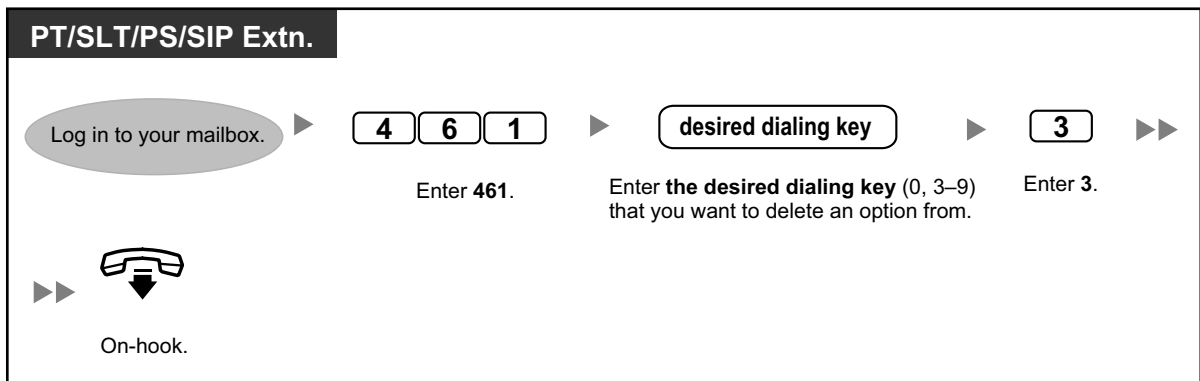 PT/SLT/PS/SIP Extn.
Log in to your mailbox.
4 6 1
desired dialing key
3
Enter 461.
Enter the desired dialing key (0, 3–9)
that you want to delete an option from.
Enter 3.
On-hook.